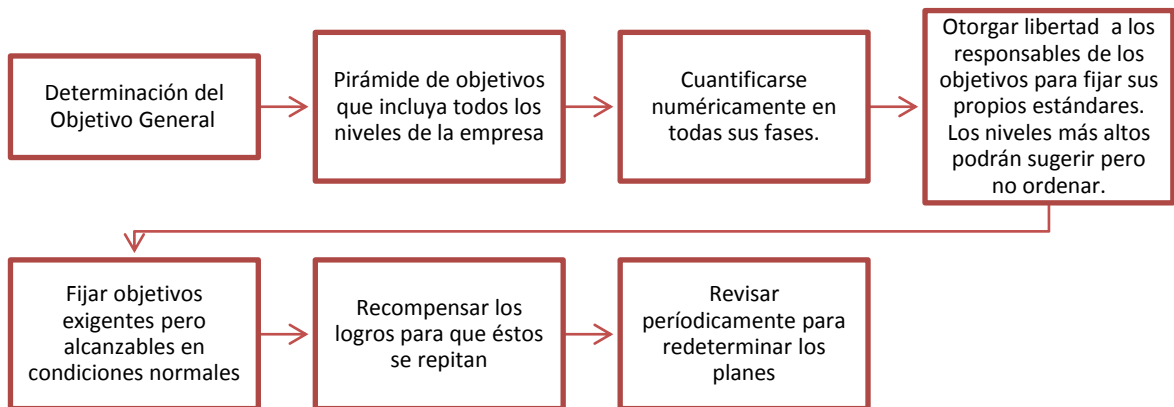 Determinación del
Objetivo General
Pirámide de objetivos
que incluya todos los
niveles de la empresa
Cuantificarse
numéricamente en
todas sus fases.
Otorgar libertad a los
responsables de los
objetivos para fijar sus
propios estándares.
Los niveles más altos
podrán sugerir pero
no ordenar.
Fijar objetivos
exigentes pero
alcanzables en
condiciones normales
Recompensar los
logros para que éstos
se repitan
Revisar
períodicamente para
redeterminar los
planes